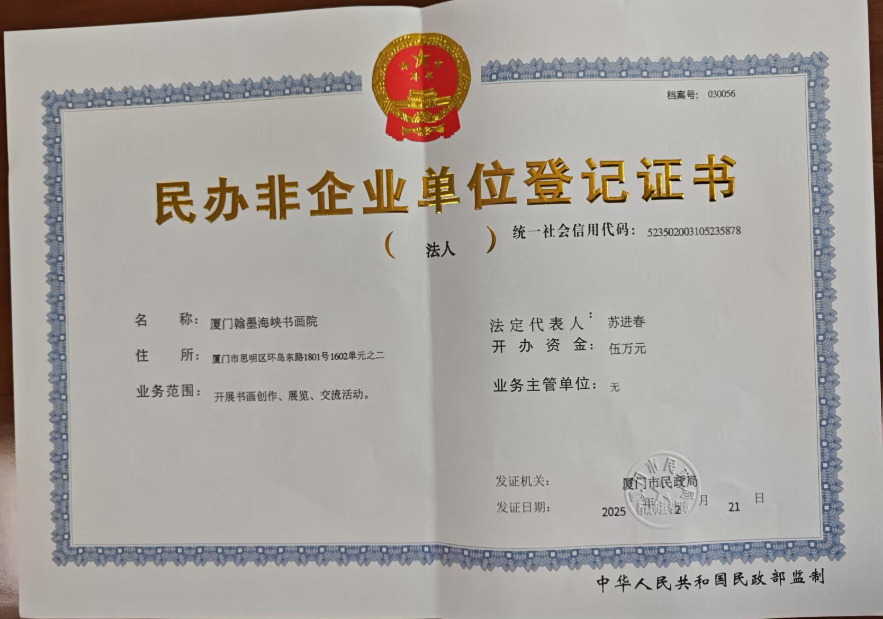 档案号： 030056
民办非企业单位登记证书
（ 法人 ） 统一社会信用代码： 523502003105235878
名 称： 厦门翰墨海峡书画院
住 所： 厦门市思明区环岛东路1801号1602单元之二
业务范围： 开展书画创作、展览、交流活动。
法定代表人： 苏进春
开办资金： 伍万元
业务主管单位： 无
发证机关： 厦门市民政局
发证日期： 2025 年 2 月 21 日
中华人民共和国民政部监制